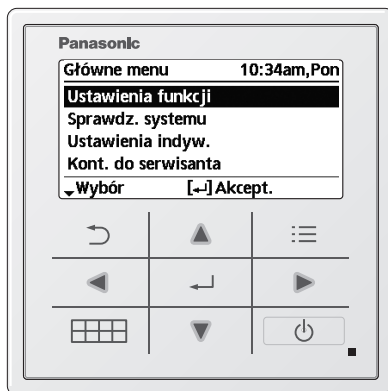 Panasonic
Główne menu 10:34am,Pon
Ustawienia funkcji
Sprawdz. systemu
Ustawienia indyw.
Kont. do serwisanta
Wybór [↵] Akcept.